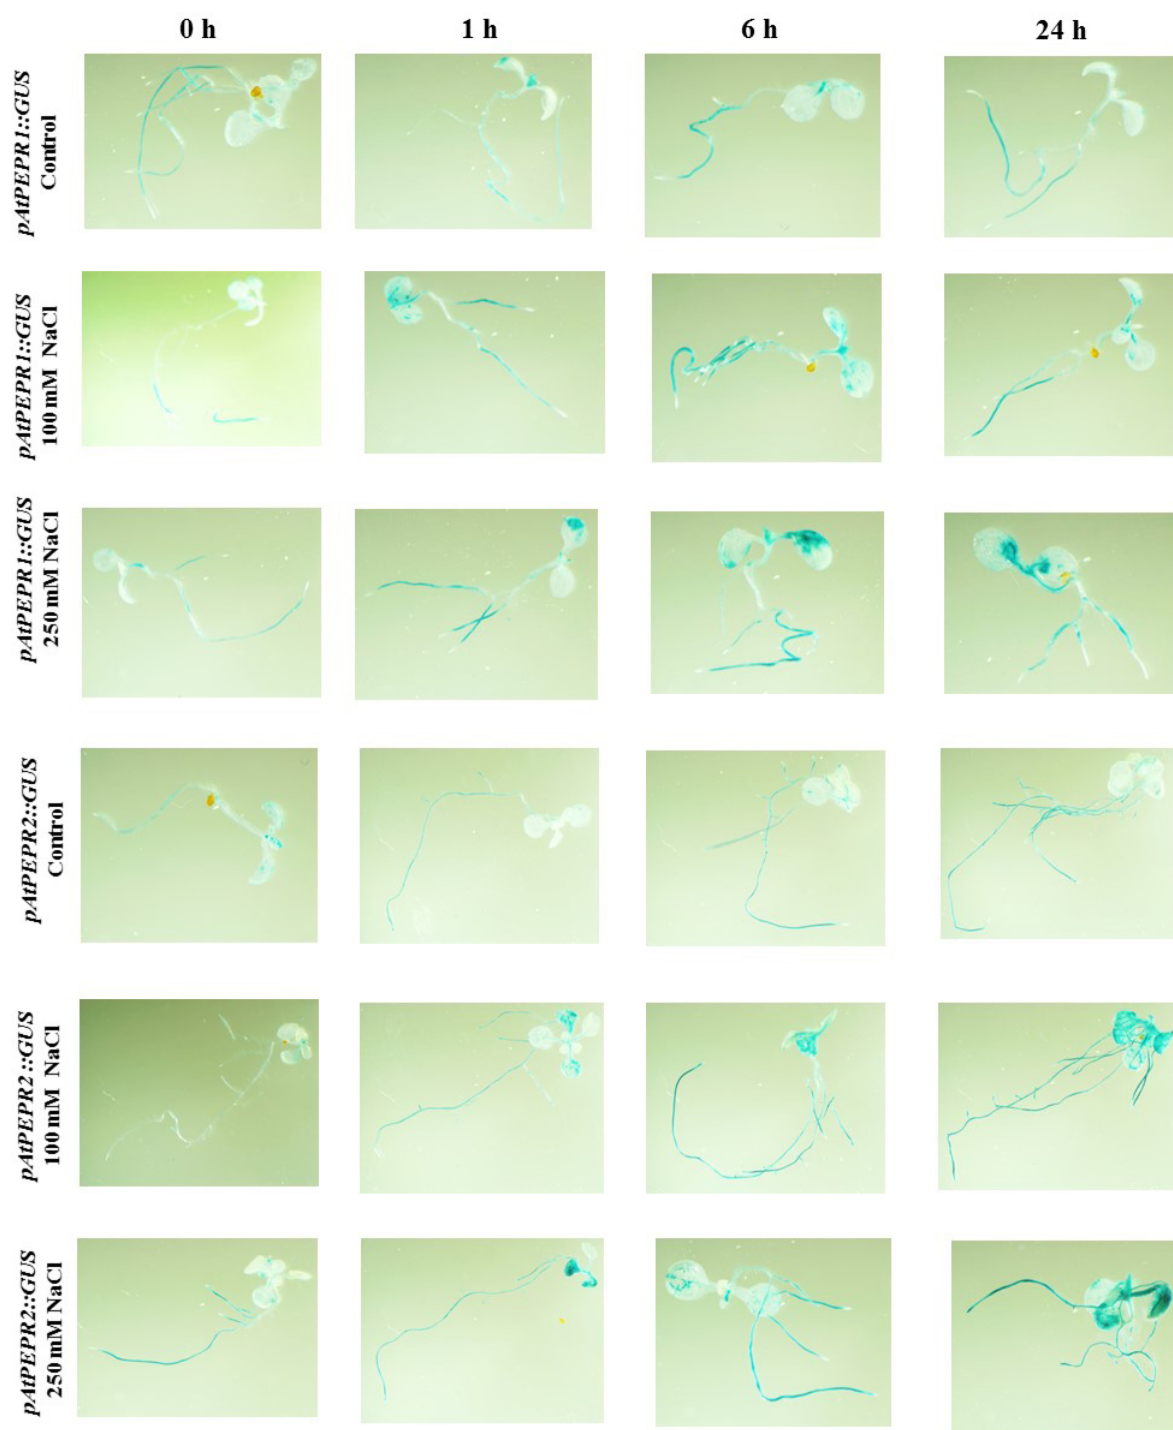 0 h 1 h 6 h 24 h
pAtPEPR1::GUS
Control
pAtPEPR1::GUS
100 mM NaCl
pAtPEPR1::GUS
250 mM NaCl
pAtPEPR2::GUS
Control
pAtPEPR2::GUS
100 mM NaCl
pAtPEPR2::GUS
250 mM NaCl